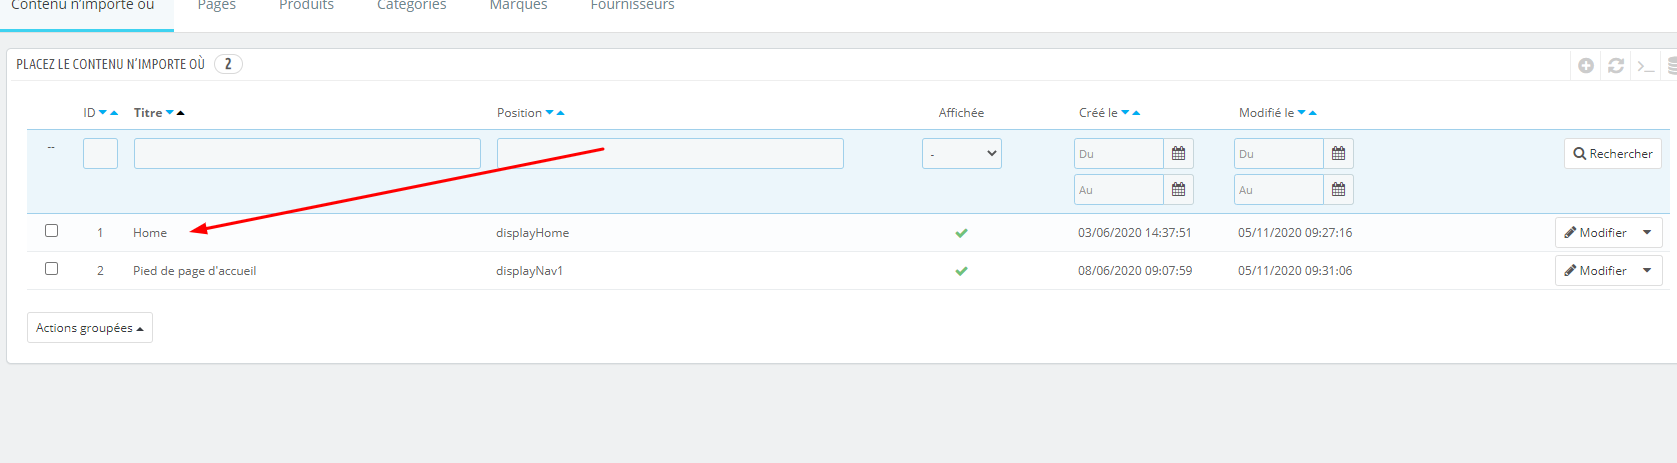 Contenu n'importe où Pages Produits Catégories Marques Fournisseurs
PLACEZ LE CONTENU N'IMPORTE OÙ 2
ID Titre Position Affichée Créé le Modifié le
-- - Du Du Rechercher
Au Au
1 Home displayHome 03/06/2020 14:37:51 05/11/2020 09:27:16 Modifier
2 Pied de page d'accueil displayNav1 08/06/2020 09:07:59 05/11/2020 09:31:06 Modifier
Actions groupées